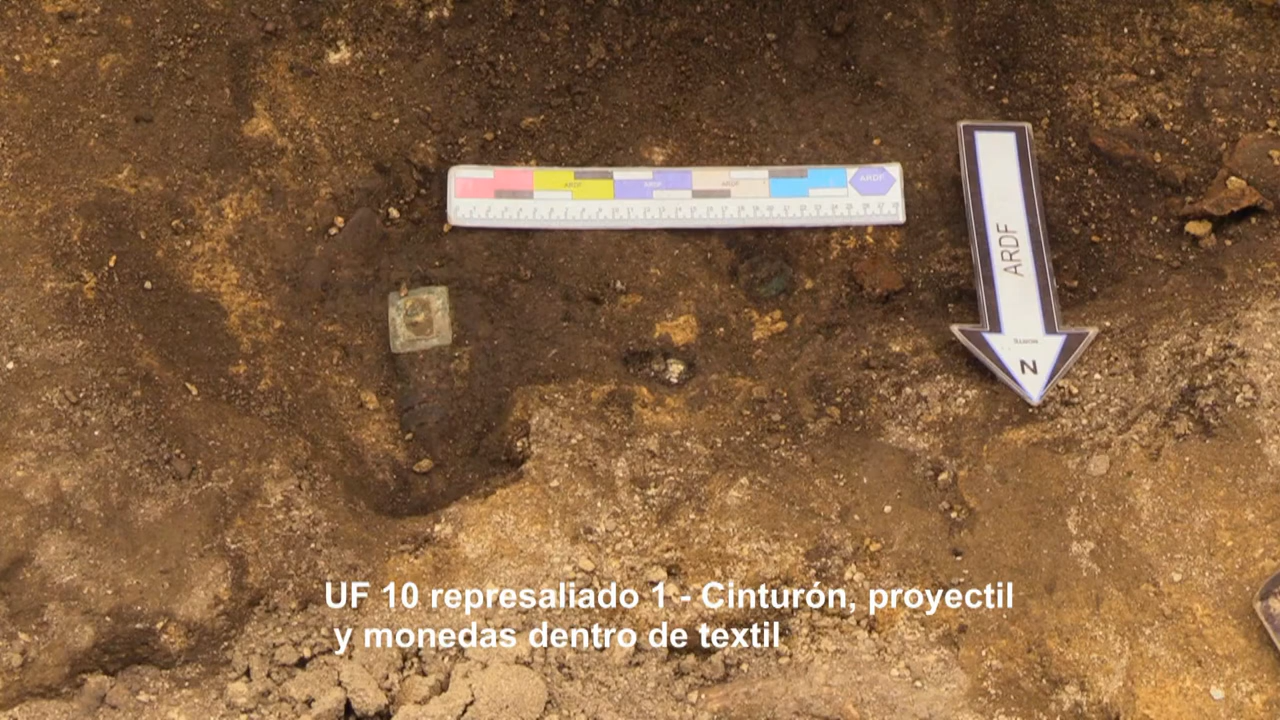 ARDF ARDF ARDF ARDF
ARDF
N
UF 10 represaliado 1 - Cinturón, proyectil
y monedas dentro de textil